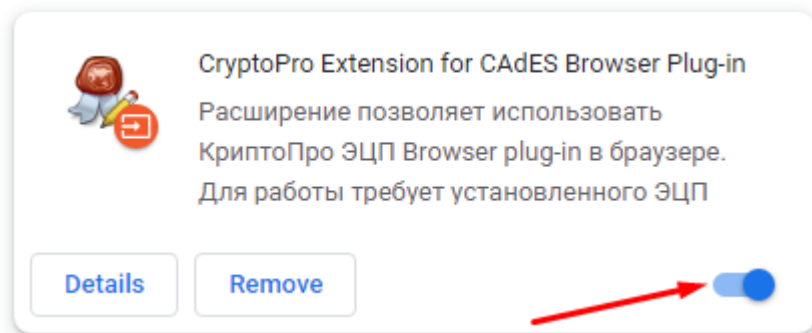 CryptoPro Extension for CAdES Browser Plug-in
Расширение позволяет использовать
КриптоПро ЭЦП Browser plug-in в браузере.
Для работы требует установленного ЭЦП
Details
Remove